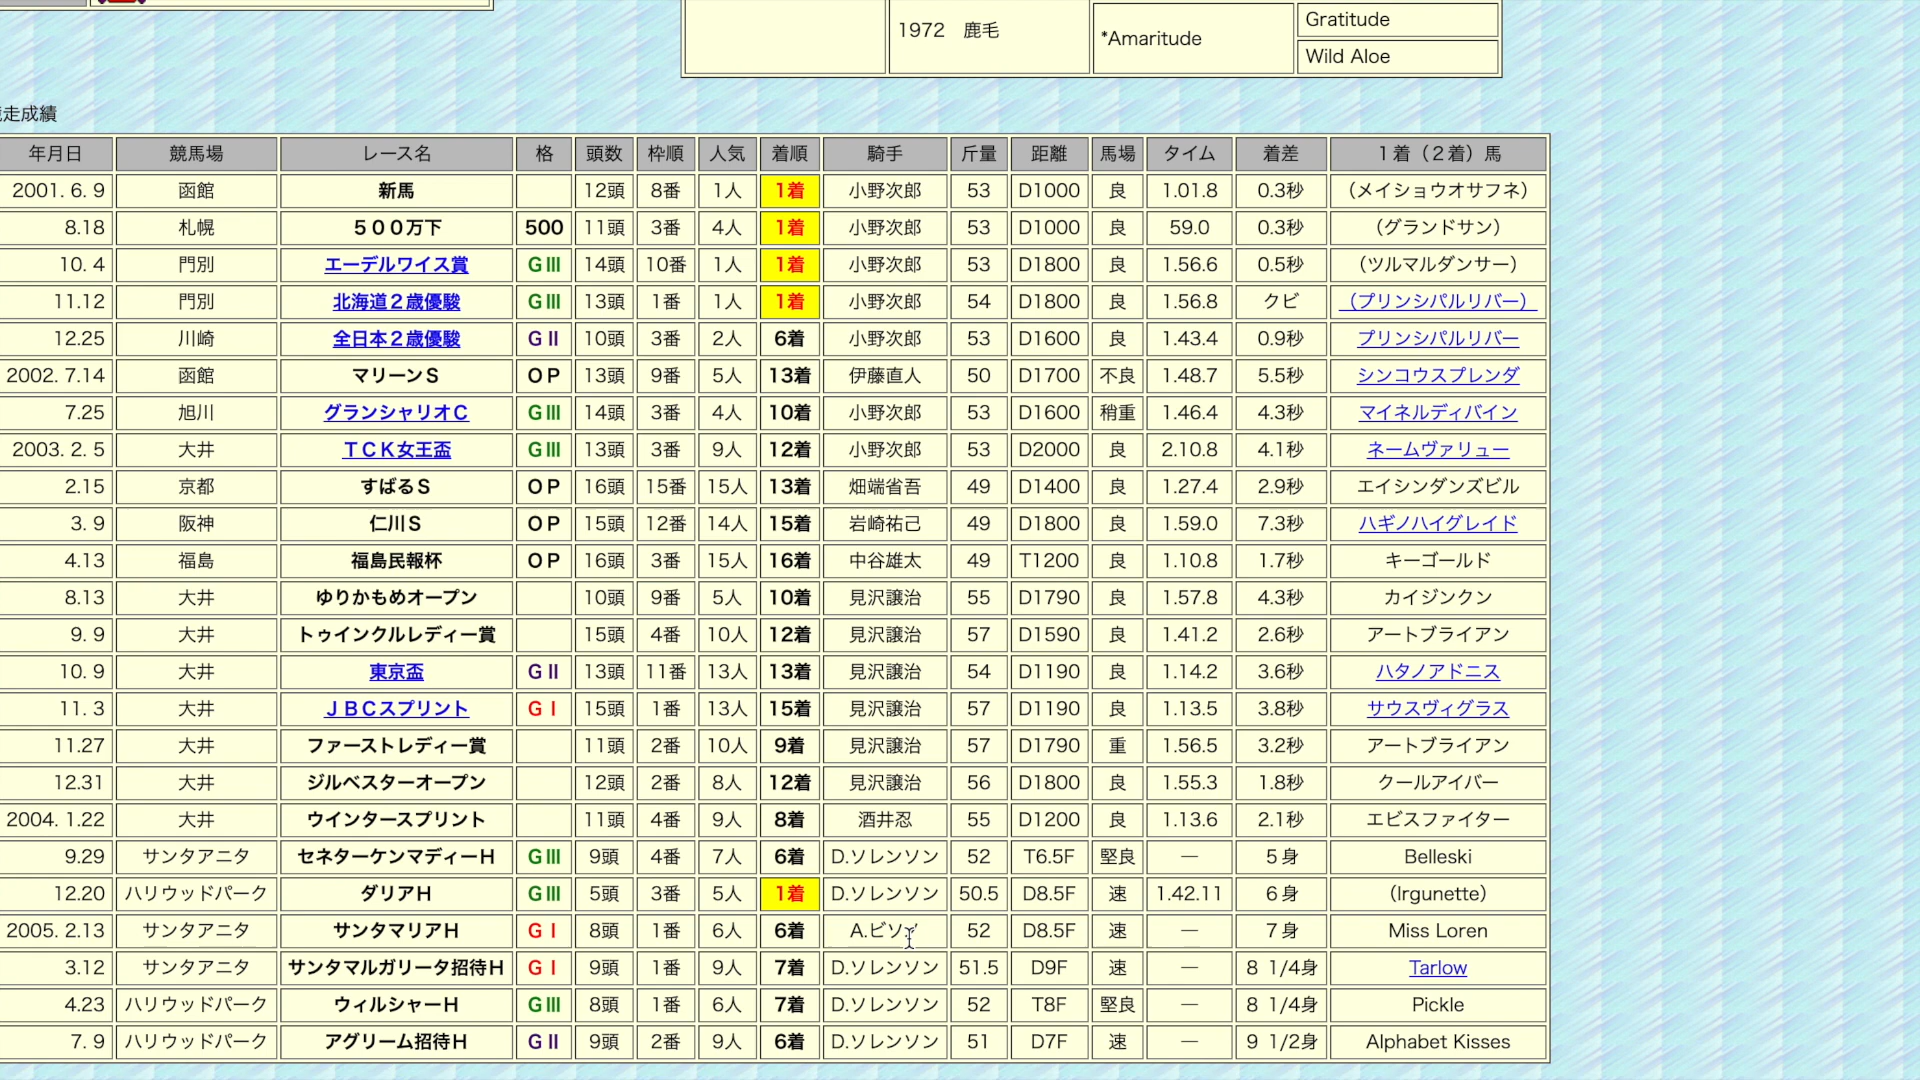 1972　鹿毛
*Amaritude
Gratitude
Wild Aloe
走成績
年月日 競馬場 レース名 格 頭数 枠順 人気 着順 騎手 斤量 距離 馬場 タイム 着差 １着（２着）馬
2001. 6. 9 函館 新馬 12頭 8番 1人 1着 小野次郎 53 D1000 良 1.01.8 0.3秒 （メイショウオサフネ）
8.18 札幌 ５００万下 500 11頭 3番 4人 1着 小野次郎 53 D1000 良 59.0 0.3秒 （グランドサン）
10. 4 門別 エーデルワイス賞 GⅢ 14頭 10番 1人 1着 小野次郎 53 D1800 良 1.56.6 0.5秒 （ツルマルダンサー）
11.12 門別 北海道２歳優駿 GⅢ 13頭 1番 1人 1着 小野次郎 54 D1800 良 1.56.8 クビ （プリンシパルリバー）
12.25 川崎 全日本２歳優駿 GⅡ 10頭 3番 2人 6着 小野次郎 53 D1600 良 1.43.4 0.9秒 プリンシパルリバー
2002. 7.14 函館 マリーンＳ ＯＰ 13頭 9番 5人 13着 伊藤直人 50 D1700 不良 1.48.7 5.5秒 シンコウスプレンダ
7.25 旭川 グランシャリオＣ GⅢ 14頭 3番 4人 10着 小野次郎 53 D1600 稍重 1.46.4 4.3秒 マイネルディバイン
2003. 2. 5 大井 ＴＣＫ女王盃 GⅢ 13頭 3番 9人 12着 小野次郎 53 D2000 良 2.10.8 4.1秒 ネームヴァリュー
2.15 京都 すばるＳ ＯＰ 16頭 15番 15人 13着 畑端省吾 49 D1400 良 1.27.4 2.9秒 エイシンダンズビル
3. 9 阪神 仁川Ｓ ＯＰ 15頭 12番 14人 15着 岩崎祐己 49 D1800 良 1.59.0 7.3秒 ハギノハイグレイド
4.13 福島 福島民報杯 ＯＰ 16頭 3番 15人 16着 中谷雄太 49 T1200 良 1.10.8 1.7秒 キーゴールド
8.13 大井 ゆりかもめオープン 10頭 9番 5人 10着 見沢譲治 55 D1790 良 1.57.8 4.3秒 カイジンクン
9. 9 大井 トゥインクルレディー賞 15頭 4番 10人 12着 見沢譲治 57 D1590 良 1.41.2 2.6秒 アートブライアン
10. 9 大井 東京盃 GⅡ 13頭 11番 13人 13着 見沢譲治 54 D1190 良 1.14.2 3.6秒 ハタノアドニス
11. 3 大井 ＪＢＣスプリント GⅠ 15頭 1番 13人 15着 見沢譲治 57 D1190 良 1.13.5 3.8秒 サウスヴィグラス
11.27 大井 ファーストレディー賞 11頭 2番 10人 9着 見沢譲治 57 D1790 重 1.56.5 3.2秒 アートブライアン
12.31 大井 ジルベスターオープン 12頭 2番 8人 12着 見沢譲治 56 D1800 良 1.55.3 1.8秒 クールアイバー
2004. 1.22 大井 ウインタースプリント 11頭 4番 9人 8着 酒井忍 55 D1200 良 1.13.6 2.1秒 エビスファイター
9.29 サンタアニタ セネターケンマディーＨ GⅢ 9頭 4番 7人 6着 D.ソレンソン 52 T6.5F 堅良 ― ５身 Belleski
12.20 ハリウッドパーク ダリアＨ GⅢ 5頭 3番 5人 1着 D.ソレンソン 50.5 D8.5F 速 1.42.11 ６身 （Irgunette）
2005. 2.13 サンタアニタ サンタマリアＨ GⅠ 8頭 1番 6人 6着 A.ビソ 52 D8.5F 速 ― ７身 Miss Loren
3.12 サンタアニタ サンタマルガリータ招待Ｈ GⅠ 9頭 1番 9人 7着 D.ソレンソン 51.5 D9F 速 ― 8 1/4身 Tarlow
4.23 ハリウッドパーク ウィルシャーＨ GⅢ 8頭 1番 6人 7着 D.ソレンソン 52 T8F 堅良 ― 8 1/4身 Pickle
7. 9 ハリウッドパーク アグリーム招待Ｈ GⅡ 9頭 2番 9人 6着 D.ソレンソン 51 D7F 速 ― 9 1/2身 Alphabet Kisses